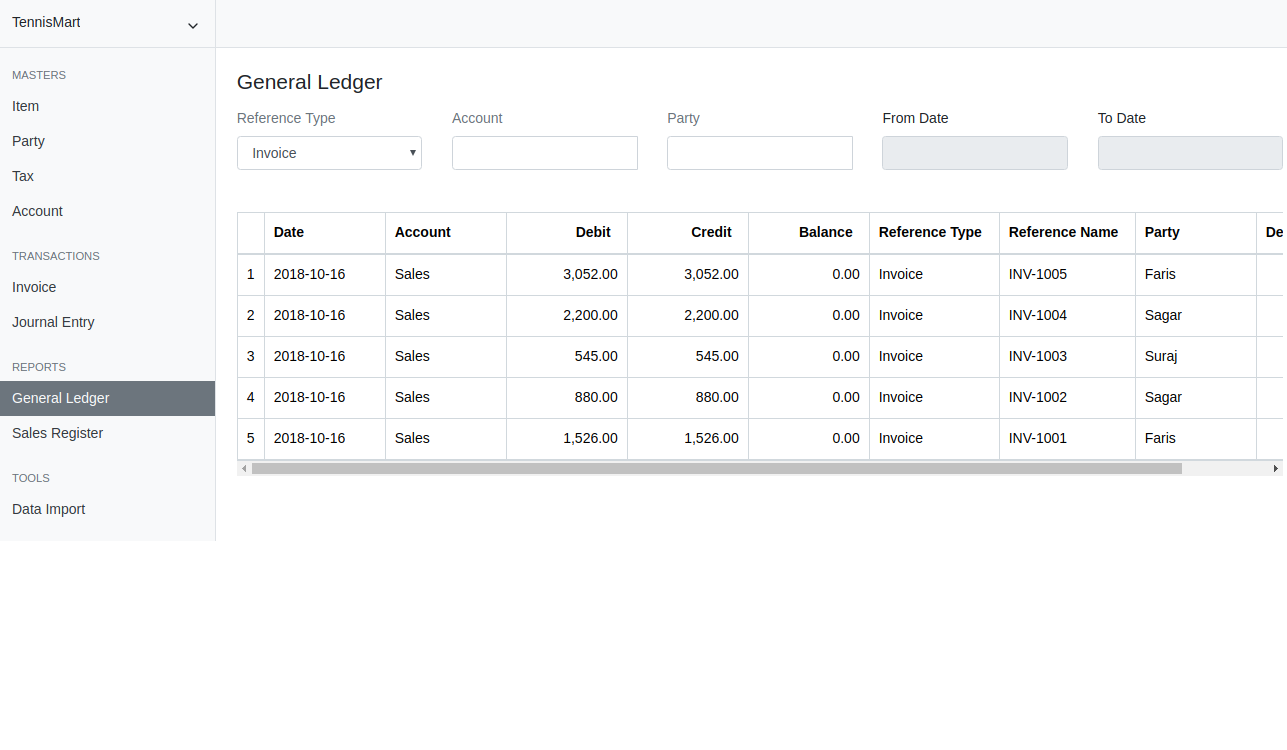 TennisMart
MASTERS
Item
Party
Tax
Account
TRANSACTIONS
Invoice
Journal Entry
REPORTS
General Ledger
Sales Register
TOOLS
Data Import
General Ledger
Reference Type Account Party From Date To Date
Invoice
Date Account Debit Credit Balance Reference Type Reference Name Party De
1 2018-10-16 Sales 3,052.00 3,052.00 0.00 Invoice INV-1005 Faris
2 2018-10-16 Sales 2,200.00 2,200.00 0.00 Invoice INV-1004 Sagar
3 2018-10-16 Sales 545.00 545.00 0.00 Invoice INV-1003 Suraj
4 2018-10-16 Sales 880.00 880.00 0.00 Invoice INV-1002 Sagar
5 2018-10-16 Sales 1,526.00 1,526.00 0.00 Invoice INV-1001 Faris